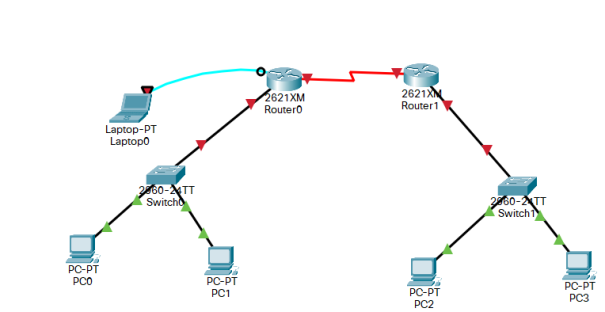 2621XM
Router0
2621XM
Router1
Laptop-PT
Laptop0
2960-24TT
Switch0
2960-24TT
Switch1
PC-PT
PC0
PC-PT
PC1
PC-PT
PC2
PC-PT
PC3